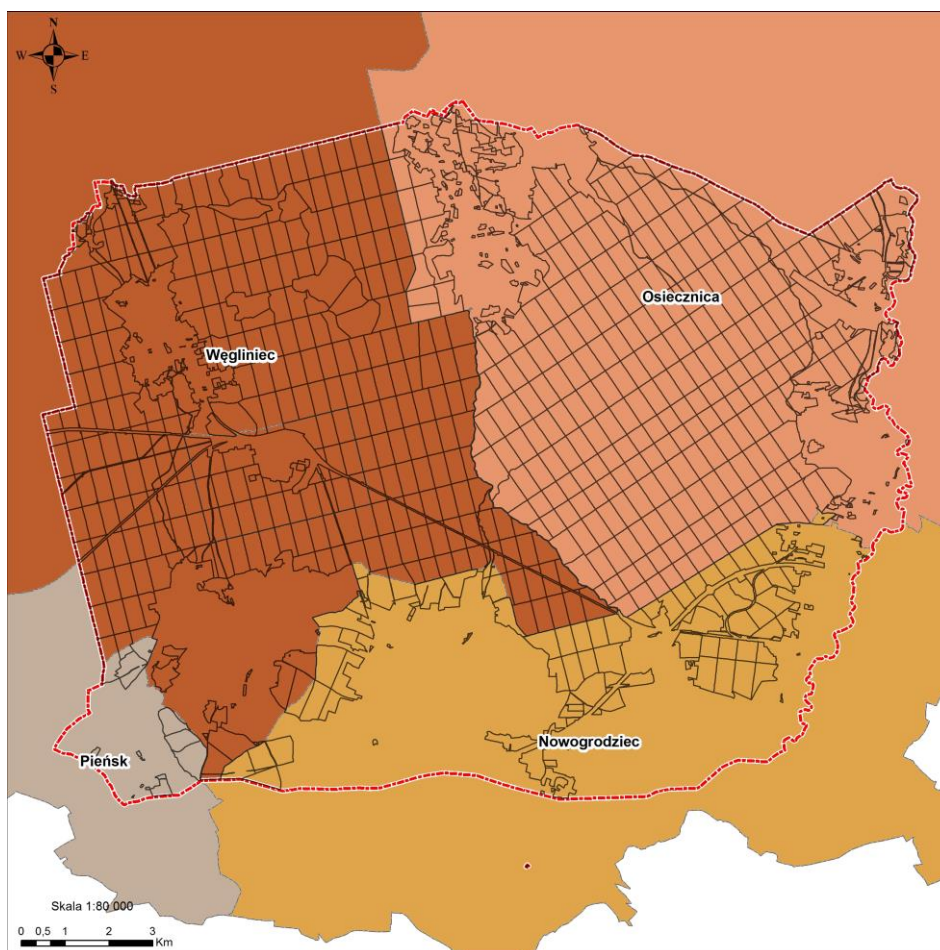 N
W E
S
Osiecznica
Węgliniec
Nowogrodziec
Pieńsk
Skala 1:80 000
0 0,5 1 2 3
Km